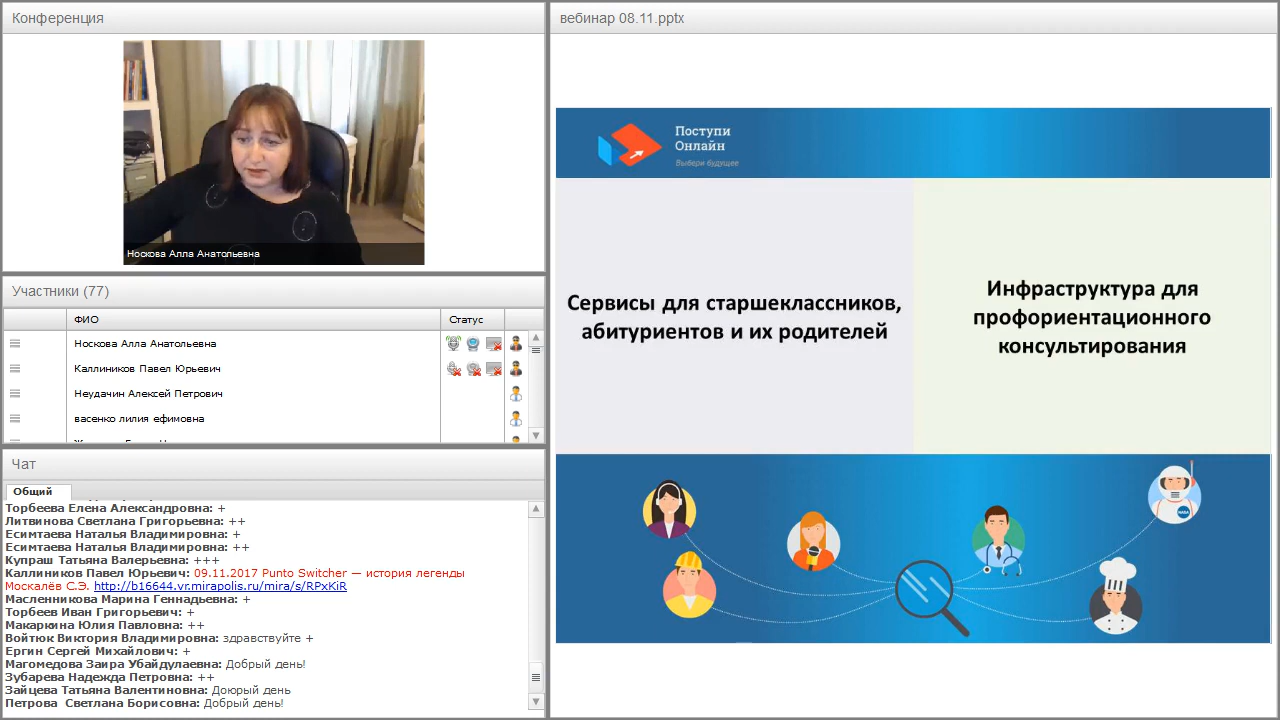 Конференция
Носкова Алла Анатольевна
Участники (77)
ФИО
Статус
Носкова Алла Анатольевна
Каллиников Павел Юрьевич
Неудачин Алексей Петрович
васенко лилия ефимовна
Чат
Общий
Торбеева Елена Александровна: +
Литвинова Светлана Григорьевна: ++
Есимтаева Наталья Владимировна: +
Есимтаева Наталья Владимировна: ++
Купраш Татьяна Валерьевна: +++
Каллиников Павел Юрьевич: 09.11.2017 Punto Switcher — история легенды
Москалёв С.Э. http://b16644.vr.mirapolis.ru/mira/s/RPxKiR
Масленникова Марина Геннадьевна: +
Торбеев Иван Григорьевич: +
Макаркина Юлия Павловна: ++
Войтюк Виктория Владимировна: здравствуйте +
Ергин Сергей Михайлович: +
Магомедова Заира Убайдулаевна: Добрый день!
Зубарева Надежда Петровна: ++
Зайцева Татьяна Валентиновна: Доюрый день
Петрова Светлана Борисовна: Добрый день!
вебинар 08.11.pptx
Поступи
Онлайн
Выбери будущее
Сервисы для старшеклассников,
абитуриентов и их родителей
Инфраструктура для
профориентационного
консультирования
NASA